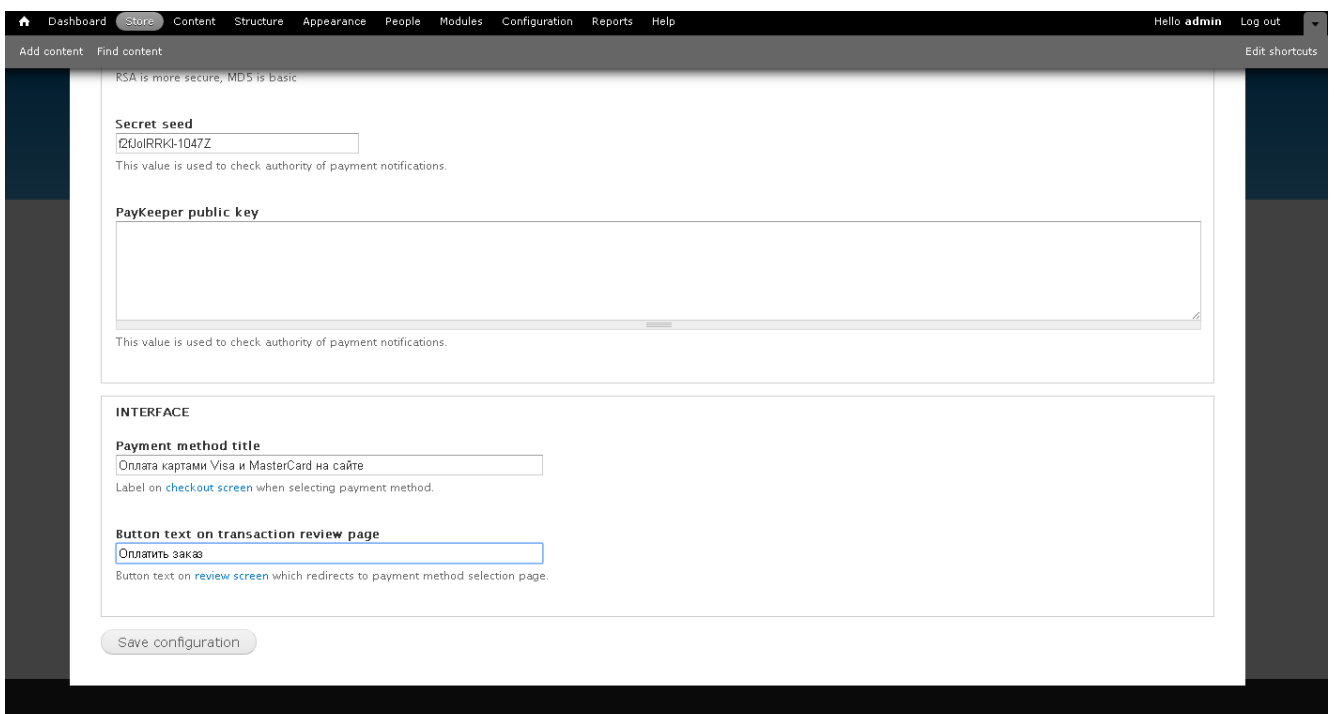 Dashboard Store Content Structure Appearance People Modules Configuration Reports Help Hello admin Log out
Add content Find content Edit shortcuts
RSA is more secure, MD5 is basic
Secret seed
This value is used to check authority of payment notifications.
PayKeeper public key
This value is used to check authority of payment notifications.
INTERFACE
Payment method title
Оплата картами Visa и MasterCard на сайте
Label on checkout screen when selecting payment method.
Button text on transaction review page
Оплатить заказ
Button text on review screen which redirects to payment method selection page.
Save configuration